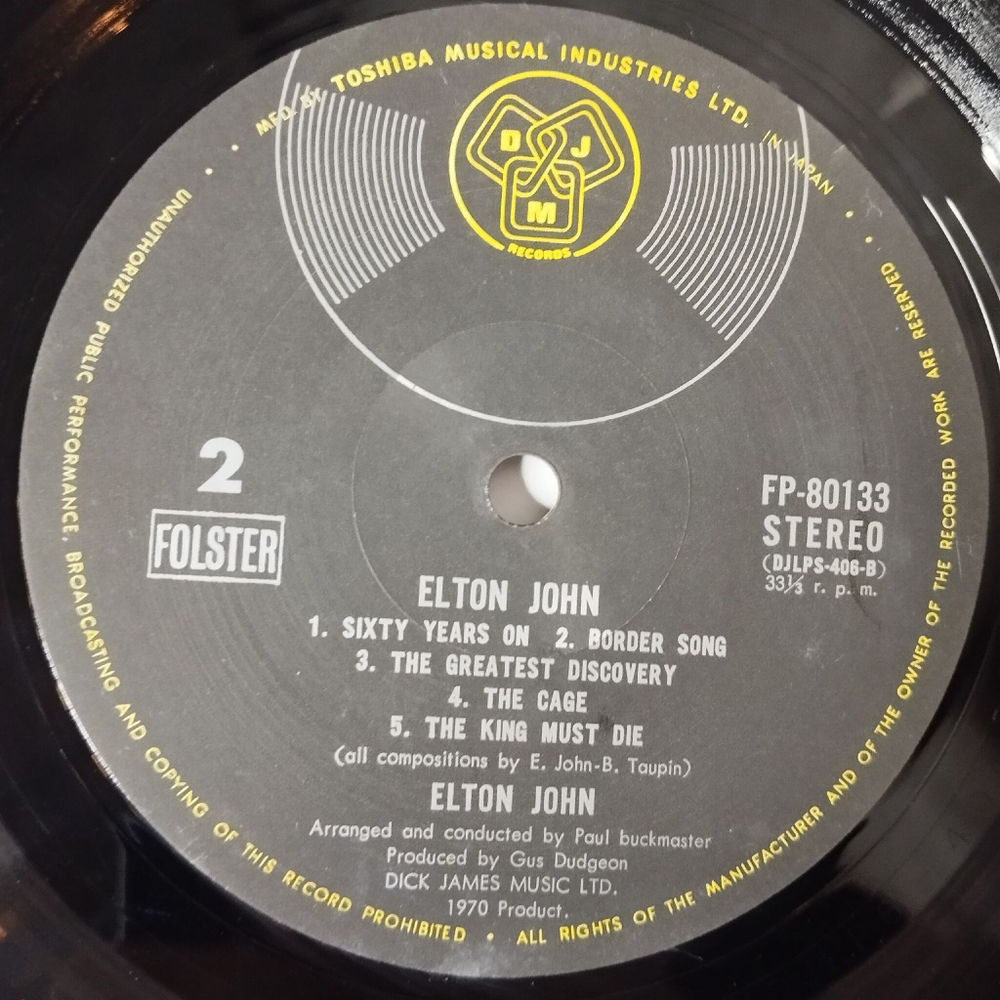 MFD. BY TOSHIBA MUSICAL INDUSTRIES LTD. IN JAPAN
D J
M
RECORDS
2
FOLSTER
FP-80133
STEREO
(DJLPS-406-B)
33⅓ r. p. m.
ELTON JOHN
1. SIXTY YEARS ON 2. BORDER SONG
3. THE GREATEST DISCOVERY
4. THE CAGE
5. THE KING MUST DIE
(all compositions by E. John-B. Taupin)
ELTON JOHN
Arranged and conducted by Paul buckmaster
Produced by Gus Dudgeon
DICK JAMES MUSIC LTD.
1970 Product.
UNAUTHORIZED PUBLIC PERFORMANCE, BROADCASTING AND COPYING OF THIS RECORD PROHIBITED • ALL RIGHTS OF THE MANUFACTURER AND OF THE OWNER OF THE RECORDED WORK ARE RESERVED